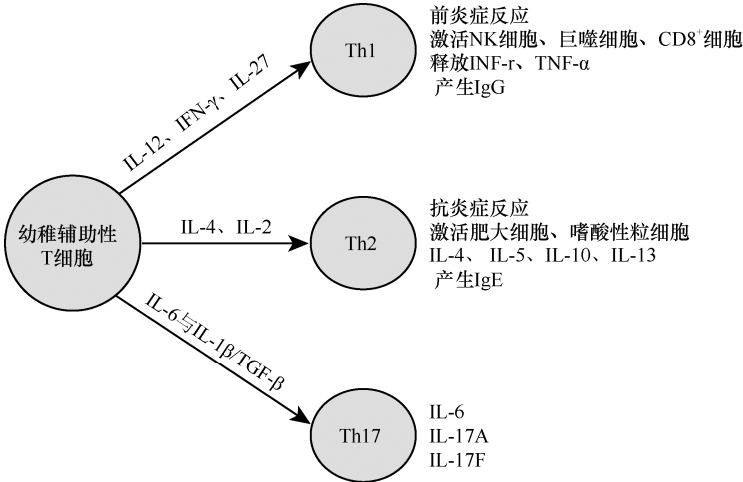 前炎症反应
激活NK细胞、巨噬细胞、CD8⁺细胞
释放INF-r、TNF-α
产生IgG
Th1
IL-12、IFN-γ、IL-27
幼稚辅助性
T细胞
IL-4、IL-2
Th2
抗炎症反应
激活肥大细胞、嗜酸性粒细胞
IL-4、 IL-5、IL-10、IL-13
产生IgE
IL-6与IL-1β/TGF-β
Th17
IL-6
IL-17A
IL-17F